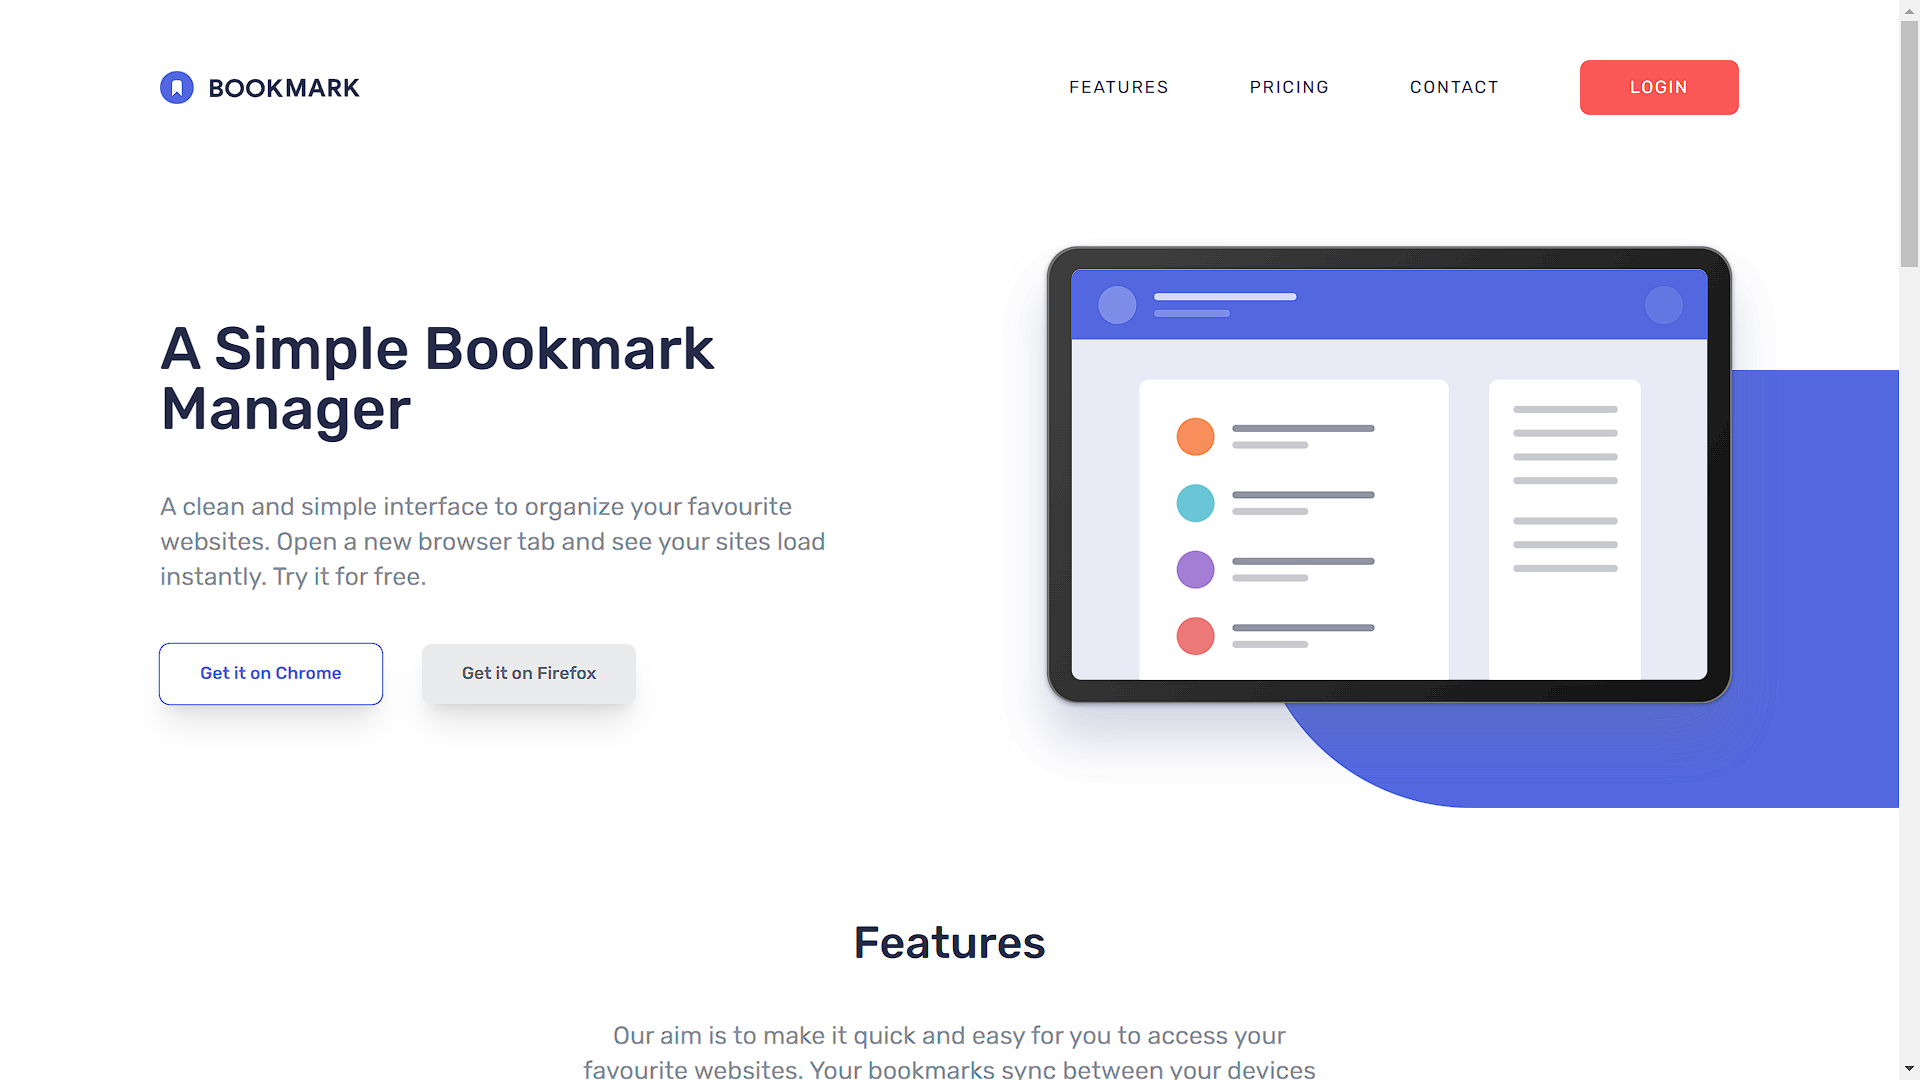 BOOKMARK
FEATURES
PRICING
CONTACT
LOGIN
A Simple Bookmark
Manager
A clean and simple interface to organize your favourite
websites. Open a new browser tab and see your sites load
instantly. Try it for free.
Get it on Chrome
Get it on Firefox
Features
Our aim is to make it quick and easy for you to access your
favourite websites. Your bookmarks sync between your devices